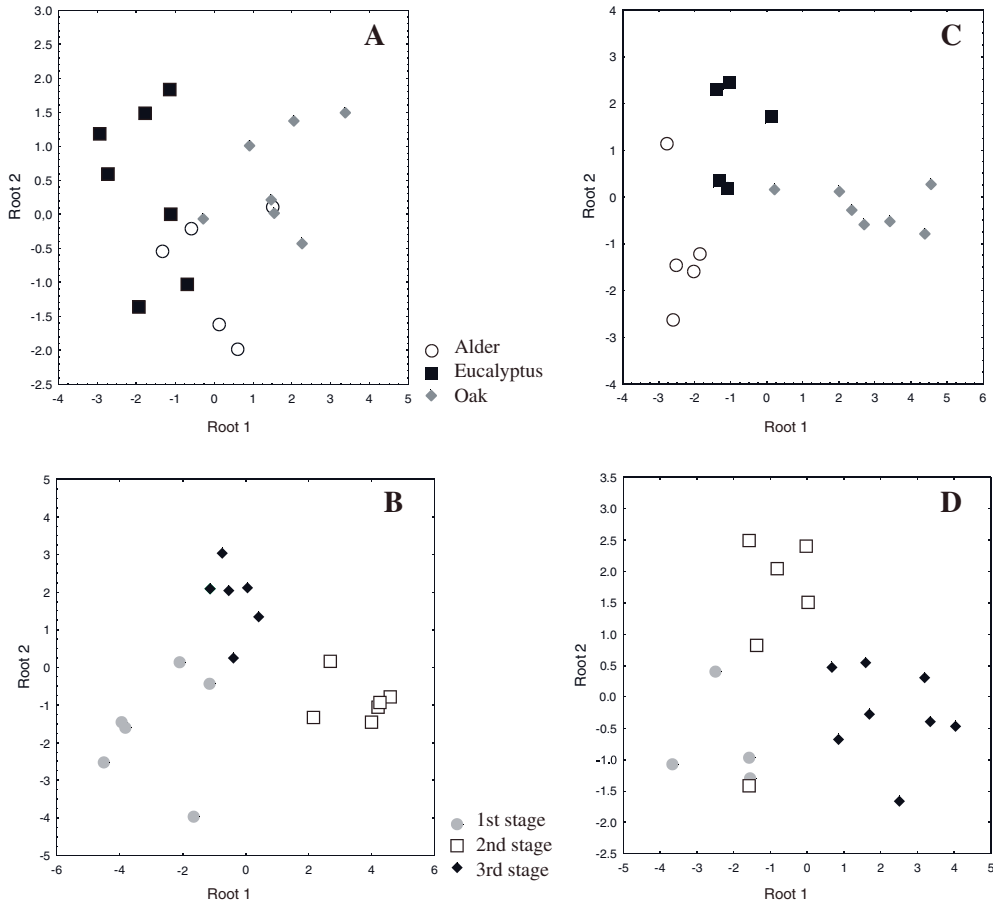 A
3.0
2.5
2.0
1.5
1.0
0.5
0.0
-0.5
-1.0
-1.5
-2.0
-2.5
Root 2
-4 -3 -2 -1 0 1 2 3 4 5
Root 1
C
4
3
2
1
0
-1
-2
-3
-4
Root 2
-4 -3 -2 -1 0 1 2 3 4 5 6
Root 1
Alder
Eucalyptus
Oak
B
5
4
3
2
1
0
-1
-2
-3
-4
-5
Root 2
-6 -4 -2 0 2 4 6
Root 1
D
3.5
3.0
2.5
2.0
1.5
1.0
0.5
0.0
-0.5
-1.0
-1.5
-2.0
-2.5
Root 2
-5 -4 -3 -2 -1 0 1 2 3 4 5
Root 1
1st stage
2nd stage
3rd stage